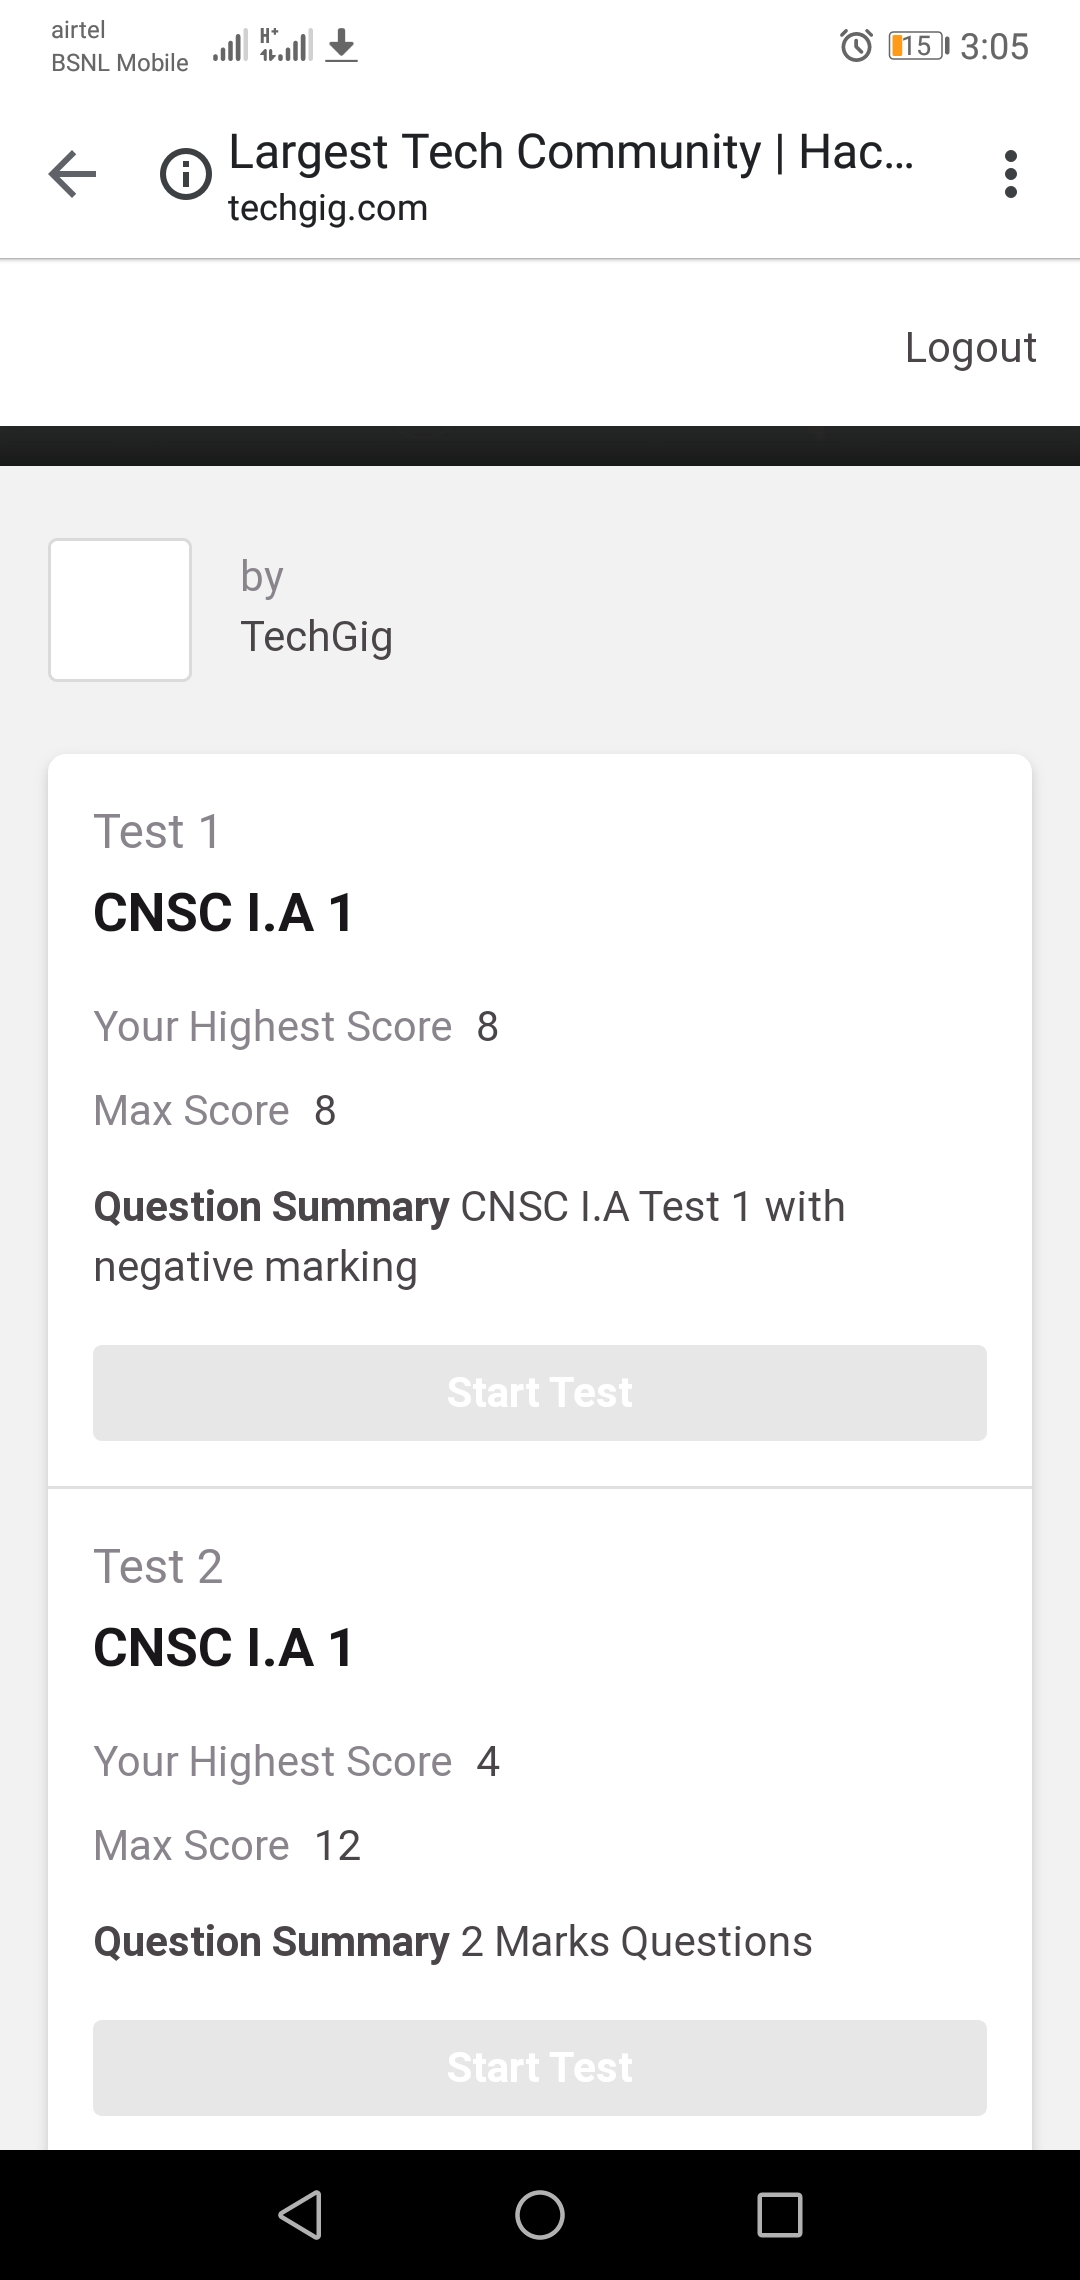 airtel
BSNL Mobile
H+
15
3:05
Largest Tech Community | Hac...
techgig.com
Logout
by
TechGig
Test 1
CNSC I.A 1
Your Highest Score 8
Max Score 8
Question Summary CNSC I.A Test 1 with
negative marking
Start Test
Test 2
CNSC I.A 1
Your Highest Score 4
Max Score 12
Question Summary 2 Marks Questions
Start Test